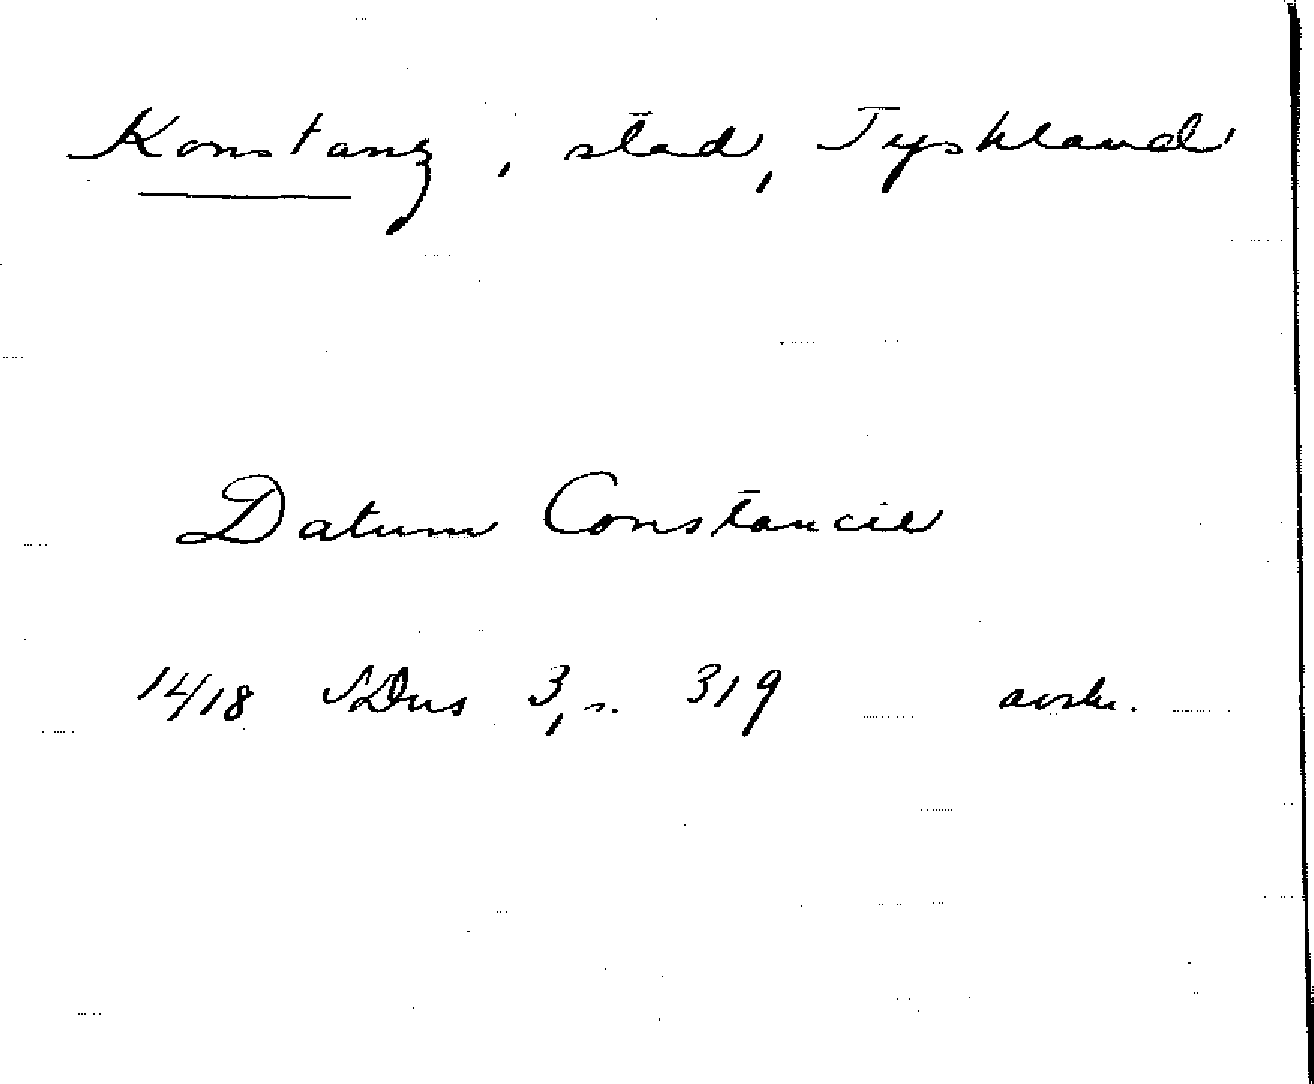 Konstanz, stad, Tyskland
Datum Constancie
1418 SDns 3, s. 319 avskr.